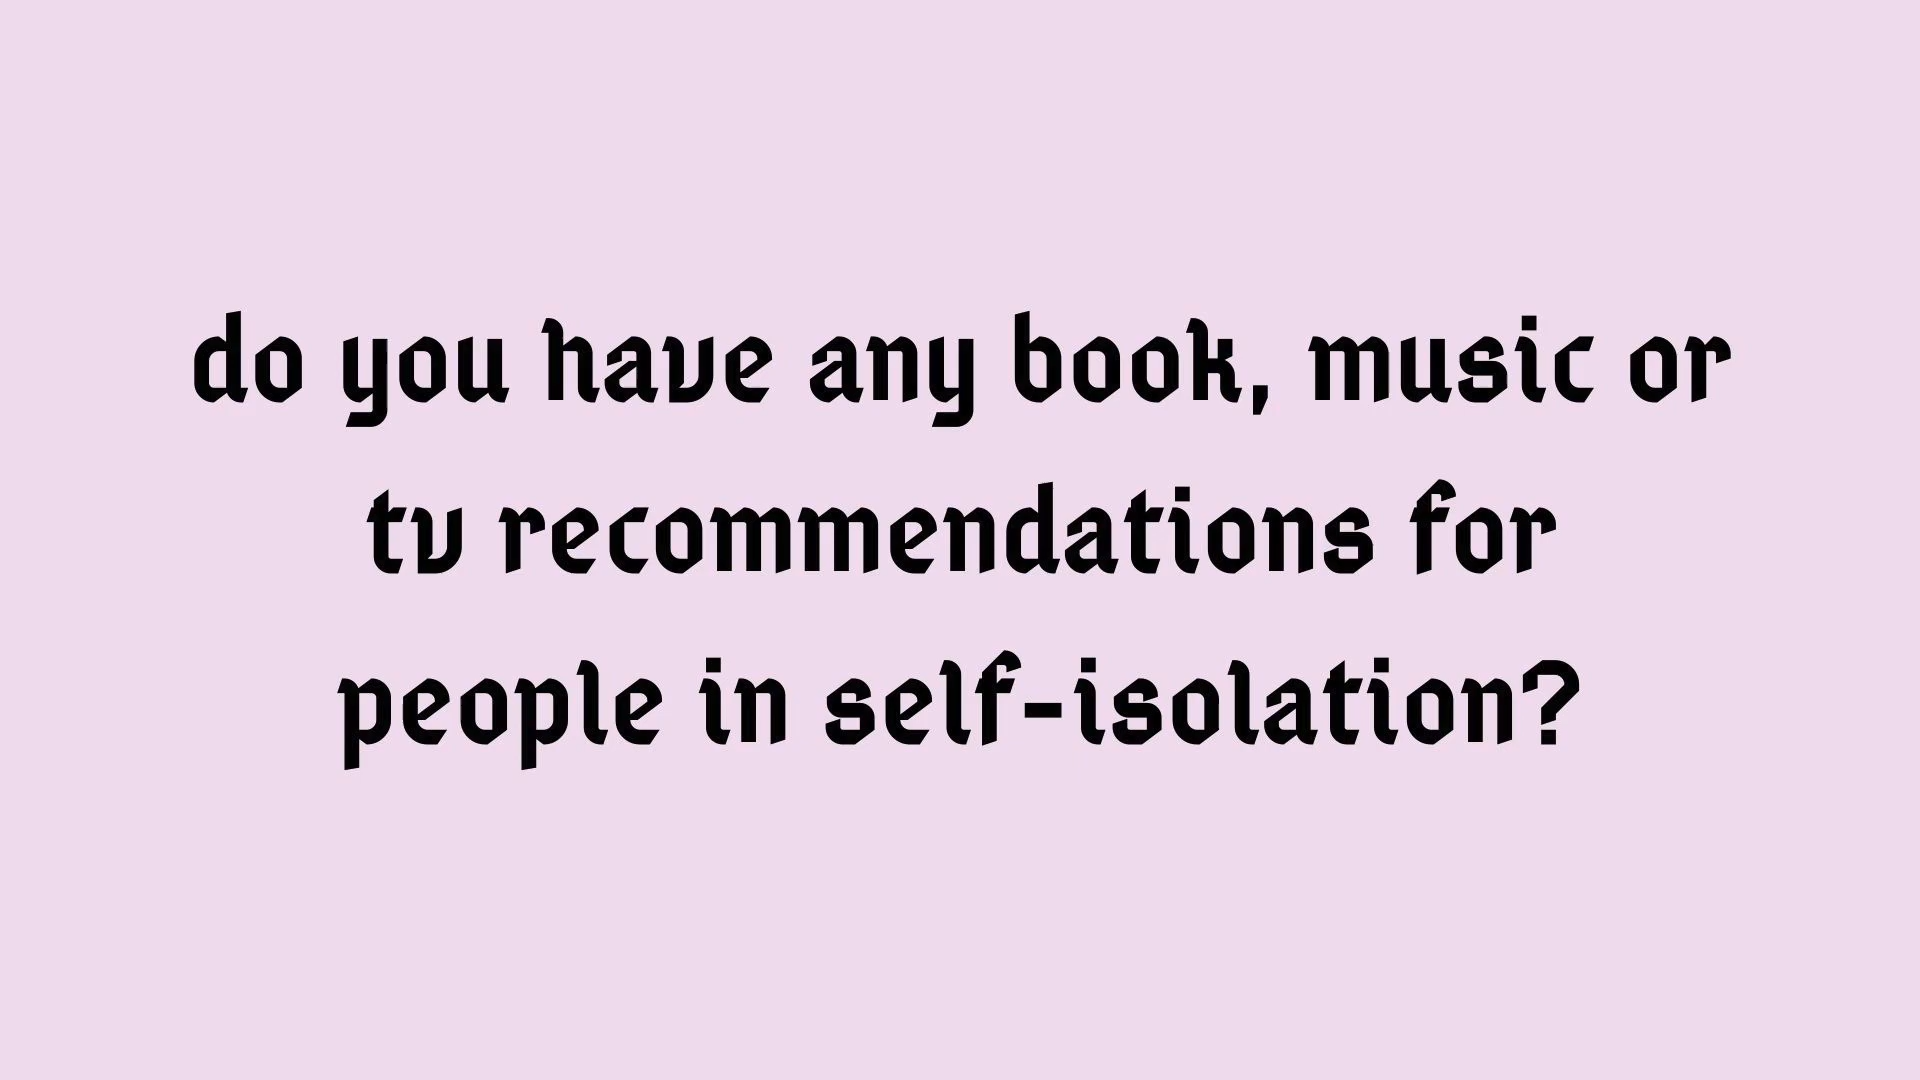 do you have any book, music or
tv recommendations for
people in self-isolation?